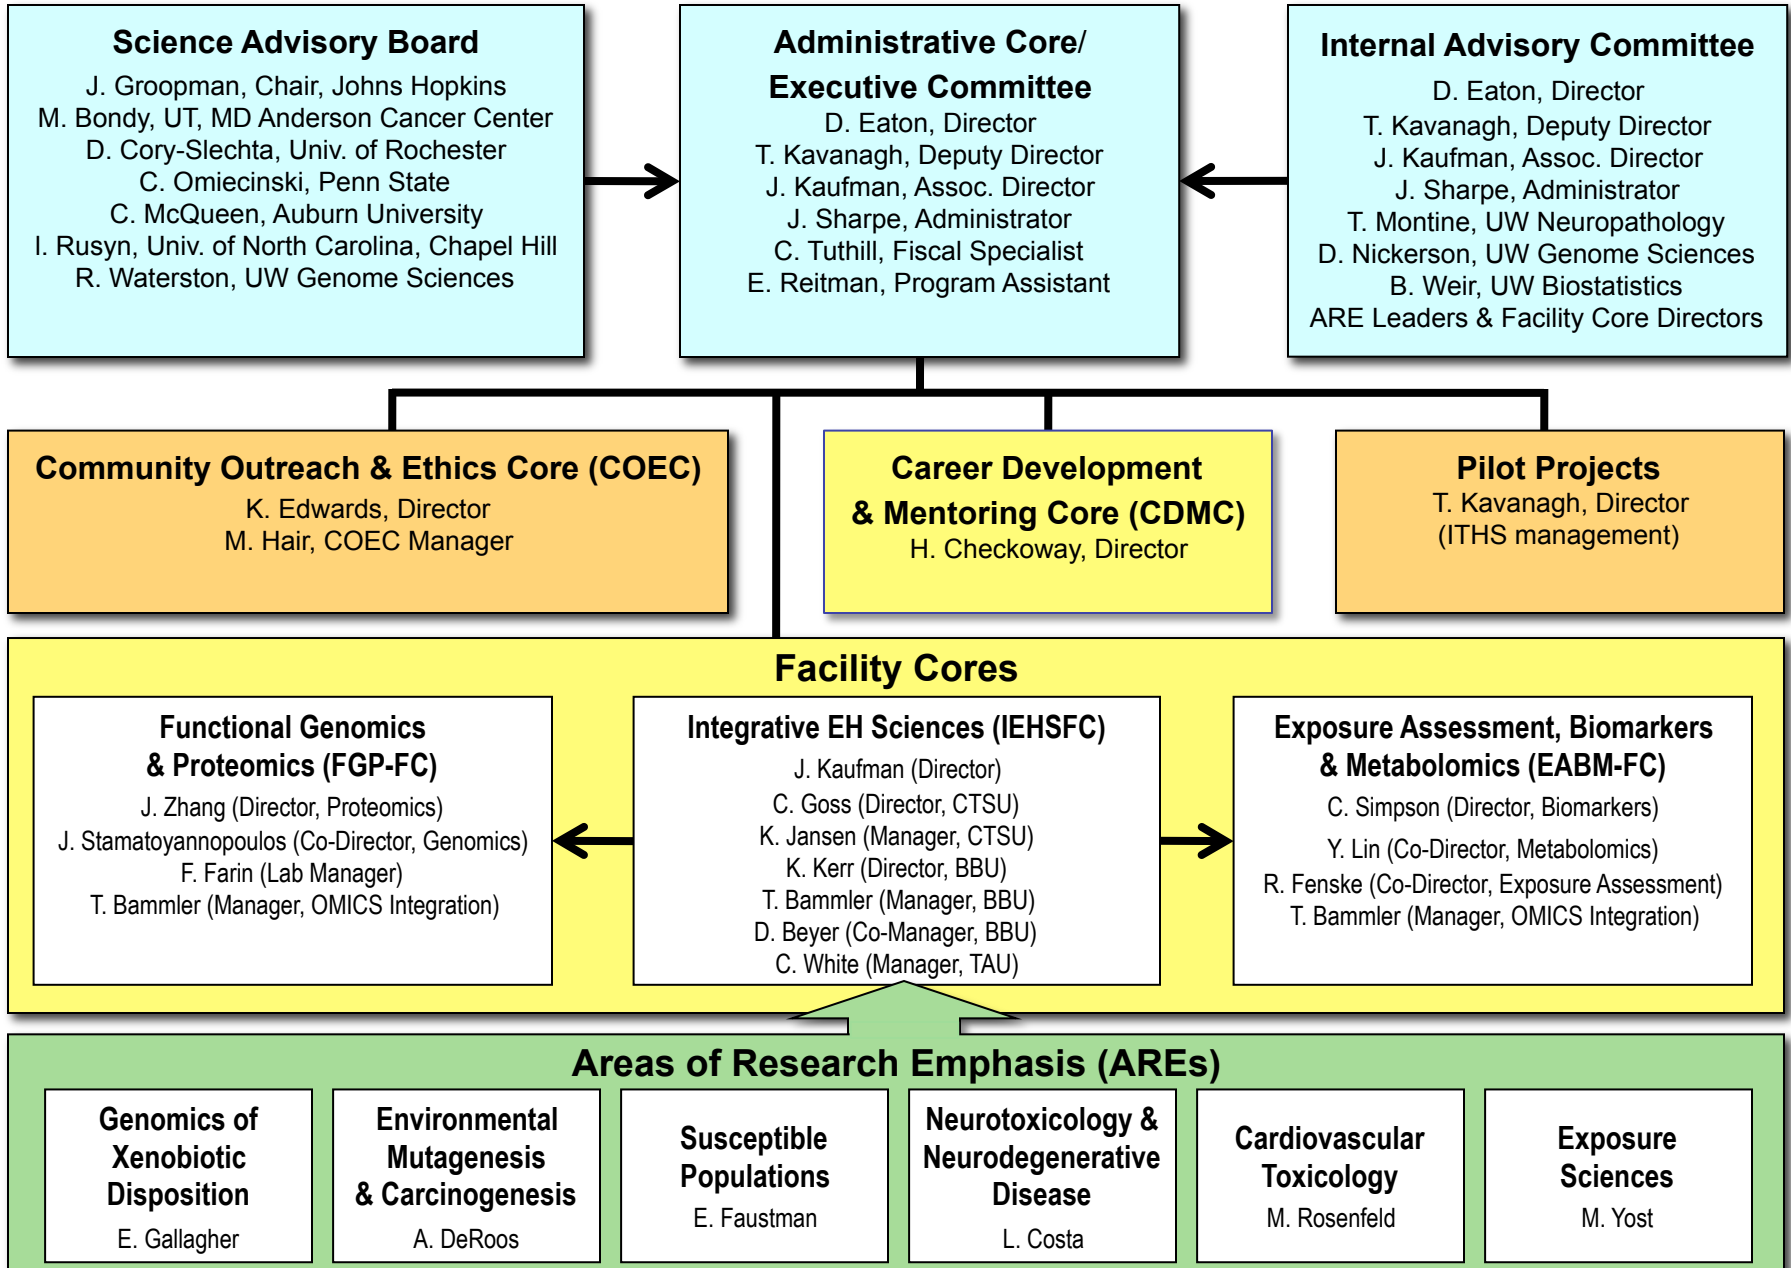 Science Advisory Board
J. Groopman, Chair, Johns Hopkins
M. Bondy, UT, MD Anderson Cancer Center
D. Cory-Slechta, Univ. of Rochester
C. Omiecinski, Penn State
C. McQueen, Auburn University
I. Rusyn, Univ. of North Carolina, Chapel Hill
R. Waterston, UW Genome Sciences
Administrative Core/
Executive Committee
D. Eaton, Director
T. Kavanagh, Deputy Director
J. Kaufman, Assoc. Director
J. Sharpe, Administrator
C. Tuthill, Fiscal Specialist
E. Reitman, Program Assistant
Internal Advisory Committee
D. Eaton, Director
T. Kavanagh, Deputy Director
J. Kaufman, Assoc. Director
J. Sharpe, Administrator
T. Montine, UW Neuropathology
D. Nickerson, UW Genome Sciences
B. Weir, UW Biostatistics
ARE Leaders & Facility Core Directors
Community Outreach & Ethics Core (COEC)
K. Edwards, Director
M. Hair, COEC Manager
Career Development
& Mentoring Core (CDMC)
H. Checkoway, Director
Pilot Projects
T. Kavanagh, Director
(ITHS management)
Facility Cores
Functional Genomics
& Proteomics (FGP-FC)
J. Zhang (Director, Proteomics)
J. Stamatoyannopoulos (Co-Director, Genomics)
F. Farin (Lab Manager)
T. Bammler (Manager, OMICS Integration)
Integrative EH Sciences (IEHSFC)
J. Kaufman (Director)
C. Goss (Director, CTSU)
K. Jansen (Manager, CTSU)
K. Kerr (Director, BBU)
T. Bammler (Manager, BBU)
D. Beyer (Co-Manager, BBU)
C. White (Manager, TAU)
Exposure Assessment, Biomarkers
& Metabolomics (EABM-FC)
C. Simpson (Director, Biomarkers)
Y. Lin (Co-Director, Metabolomics)
R. Fenske (Co-Director, Exposure Assessment)
T. Bammler (Manager, OMICS Integration)
Areas of Research Emphasis (AREs)
Genomics of
Xenobiotic
Disposition
E. Gallagher
Environmental
Mutagenesis
& Carcinogenesis
A. DeRoos
Susceptible
Populations
E. Faustman
Neurotoxicology &
Neurodegenerative
Disease
L. Costa
Cardiovascular
Toxicology
M. Rosenfeld
Exposure
Sciences
M. Yost